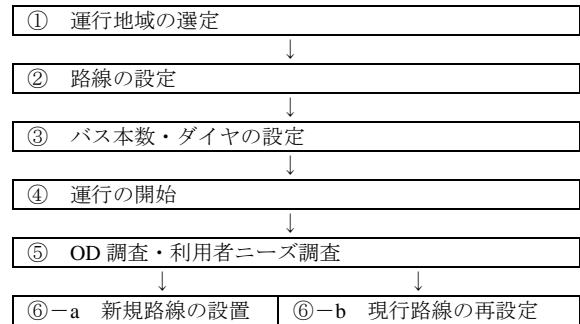 ① 運行地域の選定
↓
② 路線の設定
↓
③ バス本数・ダイヤの設定
↓
④ 運行の開始
↓
⑤ OD 調査・利用者ニーズ調査
↓ ↓
⑥－a 新規路線の設置 ⑥－b 現行路線の再設定